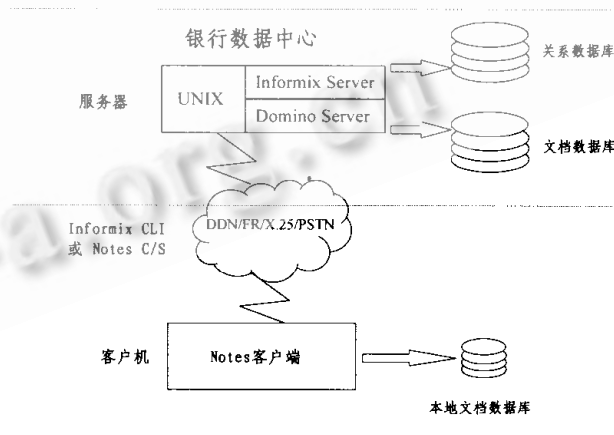 银行数据中心
关系数据库
服务器
UNIX
Informix Server
Domino Server
文档数据库
Informix CLI
或 Notes C/S
DDN/FR/X.25/PSTN
客户机
Notes客户端
本地文档数据库
a.org.cn